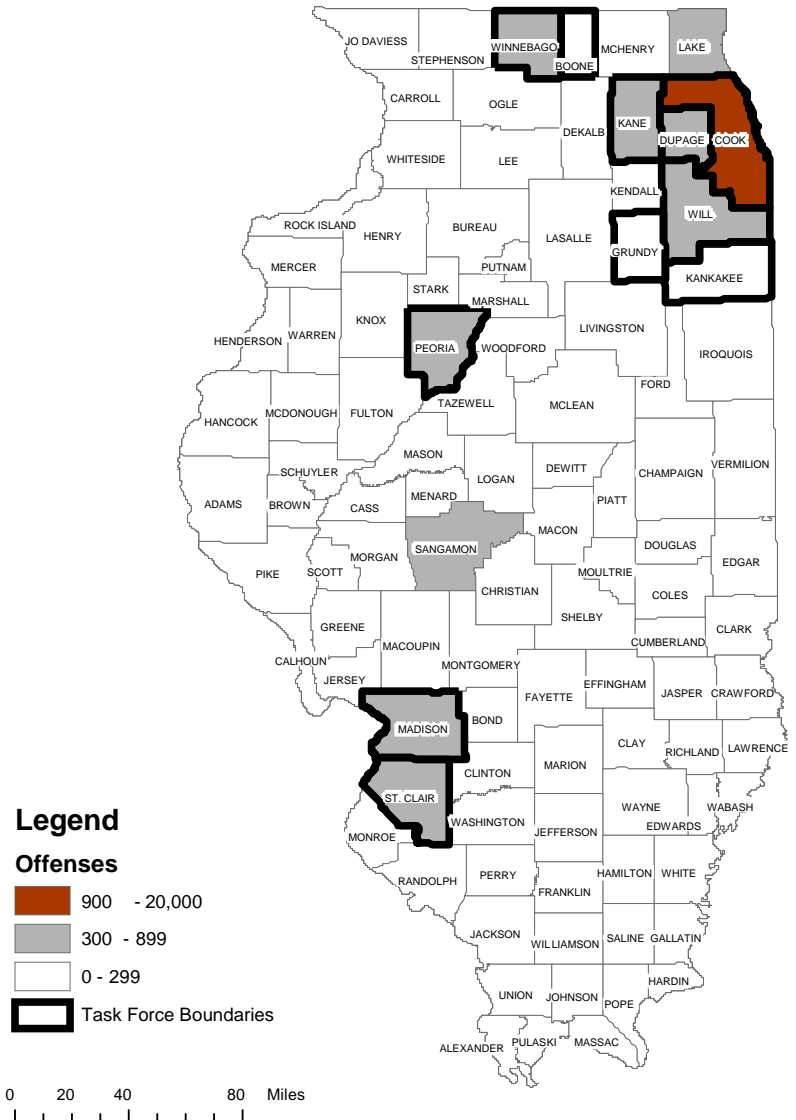 JO DAVIESS
STEPHENSON
WINNEBAGO
BOONE
MCHENRY
LAKE
CARROLL
OGLE
DEKALB
KANE
DUPAGE
COOK
WHITESIDE
LEE
KENDALL
WILL
ROCK ISLAND
HENRY
BUREAU
LASALLE
GRUNDY
MERCER
PUTNAM
KANKAKEE
STARK
MARSHALL
KNOX
HENDERSON
WARREN
PEORIA
WOODFORD
LIVINGSTON
IROQUOIS
FORD
TAZEWELL
MCLEAN
HANCOCK
MCDONOUGH
FULTON
MASON
LOGAN
DEWITT
CHAMPAIGN
VERMILION
SCHUYLER
MENARD
PIATT
ADAMS
BROWN
CASS
MACON
SANGAMON
DOUGLAS
EDGAR
MORGAN
PIKE
SCOTT
MOULTRIE
CHRISTIAN
COLES
SHELBY
GREENE
CLARK
CUMBERLAND
MACOUPIN
CALHOUN
MONTGOMERY
JERSEY
FAYETTE
EFFINGHAM
JASPER
CRAWFORD
MADISON
BOND
CLAY
RICHLAND
LAWRENCE
MARION
CLINTON
ST. CLAIR
WASHINGTON
WAYNE
EDWARDS
WABASH
MONROE
JEFFERSON
RANDOLPH
PERRY
HAMILTON
WHITE
FRANKLIN
JACKSON
WILLIAMSON
SALINE
GALLATIN
UNION
JOHNSON
POPE
HARDIN
ALEXANDER
PULASKI
MASSAC
Legend
Offenses
900 - 20,000
300 - 899
0 - 299
Task Force Boundaries
0 20 40 80 Miles